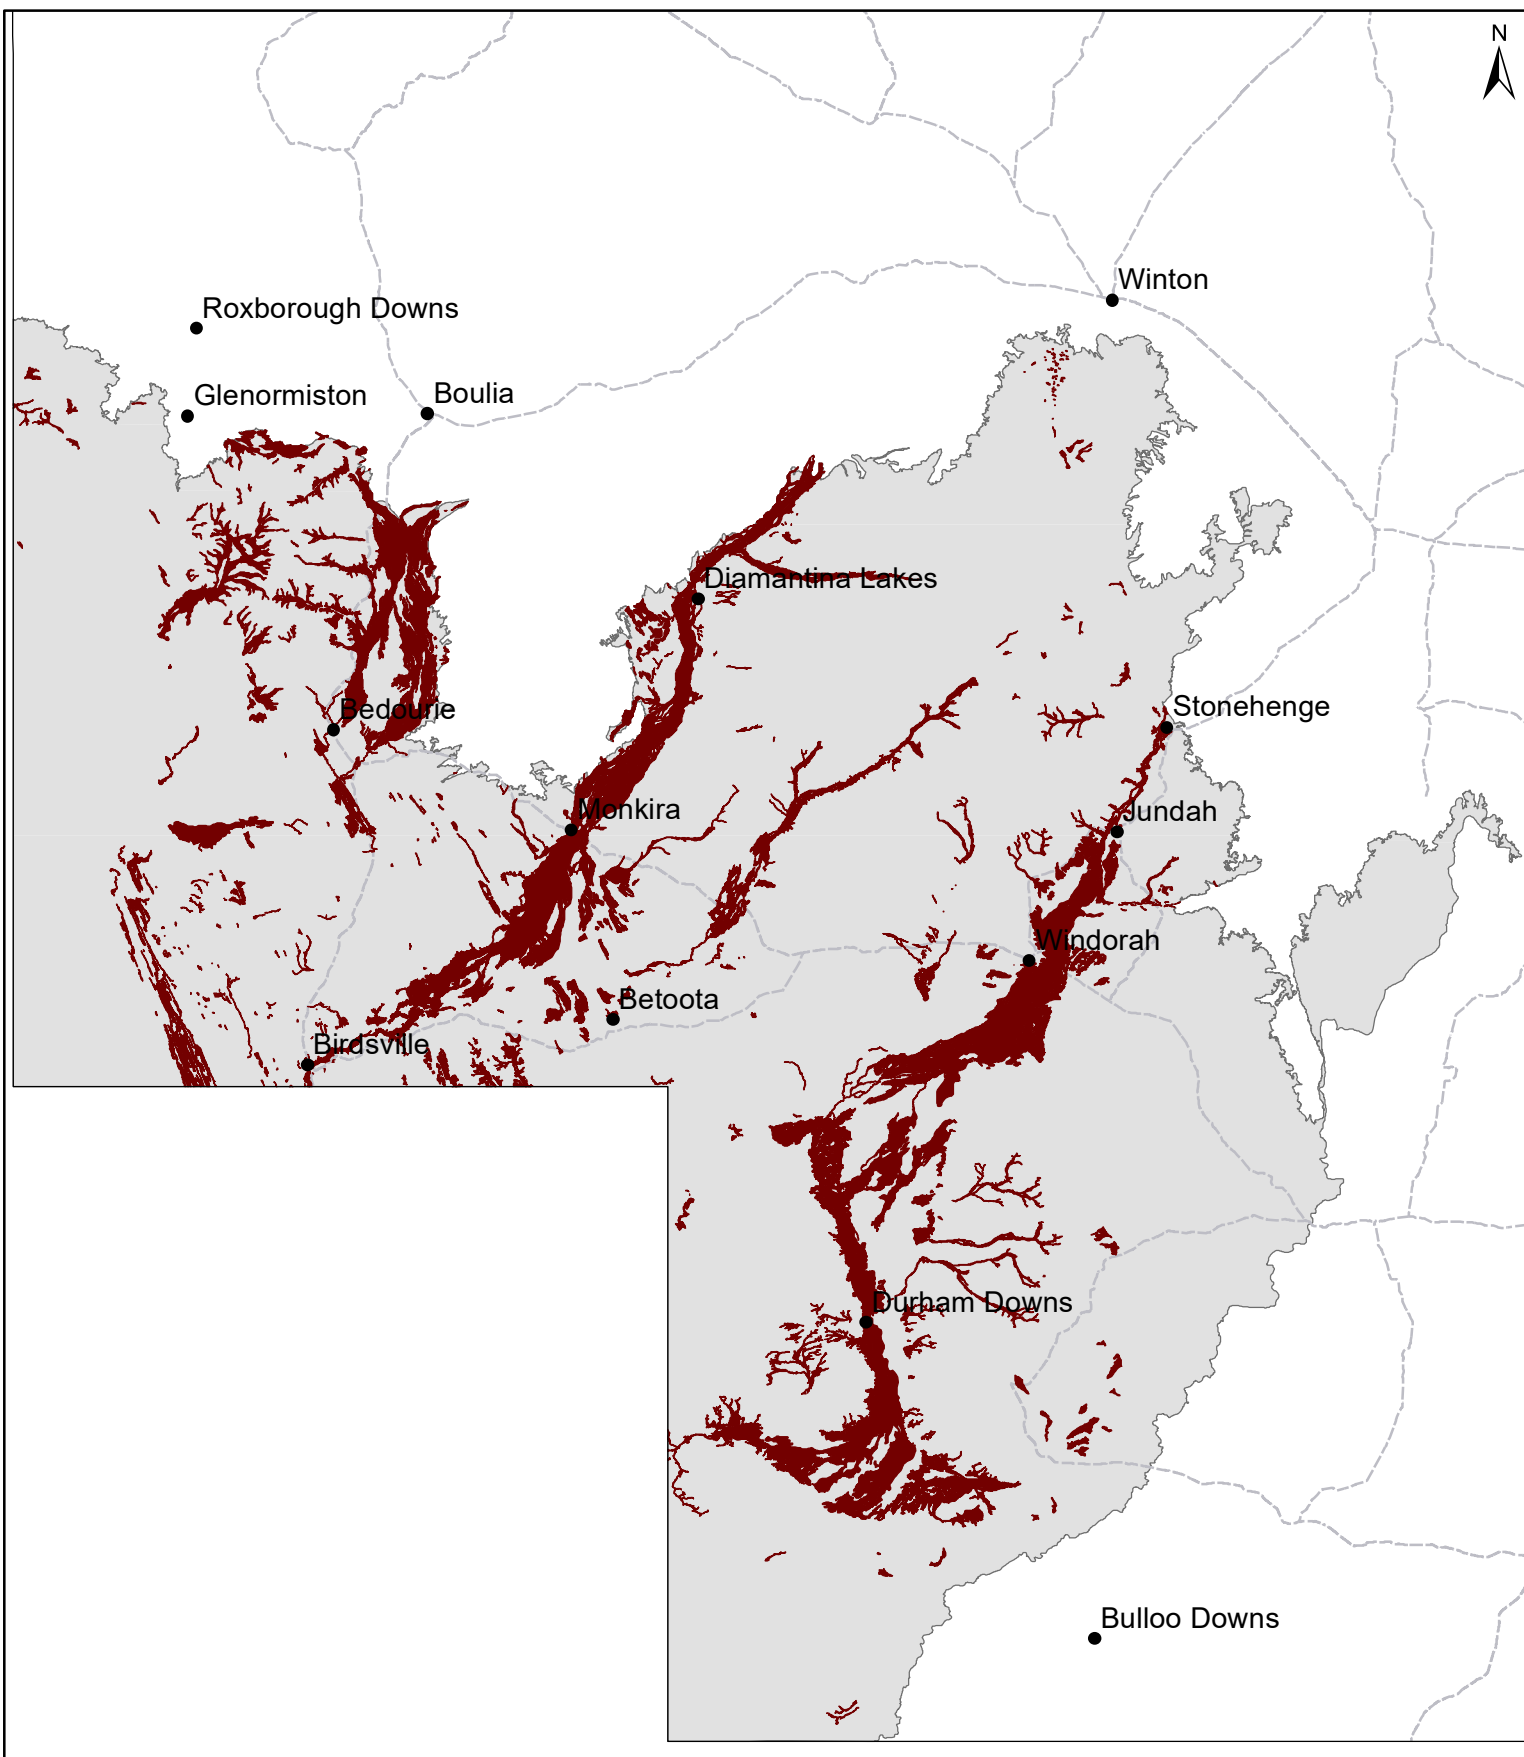 N
Winton
Roxborough Downs
Glenormiston
Boulia
Diamantina Lakes
Bedourie
Stonehenge
Monkira
Jundah
Windorah
Betoota
Birdsville
Durham Downs
Bulloo Downs